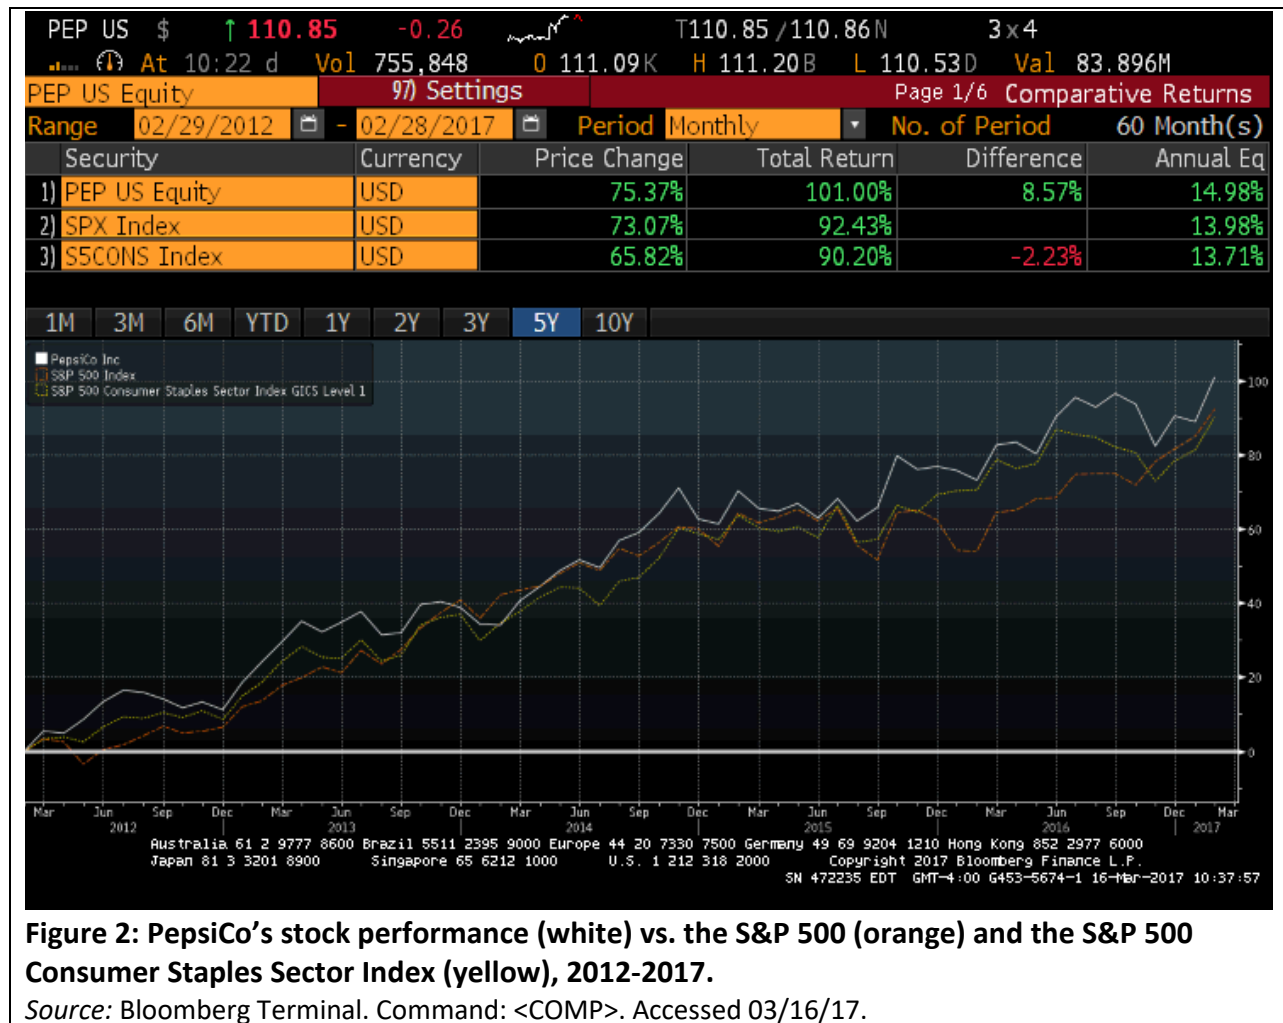 PEP US $ ↑ 110.85 -0.26 T110.85/110.86N 3x4
At 10:22 d Vol 755,848 O 111.09K H 111.20B L 110.53D Val 83.896M
PEP US Equity 97) Settings Page 1/6 Comparative Returns
Range 02/29/2012 - 02/28/2017 Period Monthly No. of Period 60 Month(s)
Security Currency Price Change Total Return Difference Annual Eq
1) PEP US Equity USD 75.37% 101.00% 8.57% 14.98%
2) SPX Index USD 73.07% 92.43% 13.98%
3) S5CONS Index USD 65.82% 90.20% -2.23% 13.71%
1M 3M 6M YTD 1Y 2Y 3Y 5Y 10Y
PepsiCo Inc
S&P 500 Index
S&P 500 Consumer Staples Sector Index GICS Level 1
100
80
60
40
20
0
Mar Jun Sep Dec Mar Jun Sep Dec Mar Jun Sep Dec Mar Jun Sep Dec Mar Jun Sep Dec Mar
2012 2013 2014 2015 2016 2017
Australia 61 2 9777 8600 Brazil 5511 2395 9000 Europe 44 20 7330 7500 Germany 49 69 9204 1210 Hong Kong 852 2977 6000
Japan 81 3 3201 8900 Singapore 65 6212 1000 U.S. 1 212 318 2000 Copyright 2017 Bloomberg Finance L.P.
SN 472235 EDT GMT-4:00 G453-5674-1 16-Mar-2017 10:37:57
Figure 2: PepsiCo’s stock performance (white) vs. the S&P 500 (orange) and the S&P 500
Consumer Staples Sector Index (yellow), 2012-2017.
Source: Bloomberg Terminal. Command: <COMP>. Accessed 03/16/17.